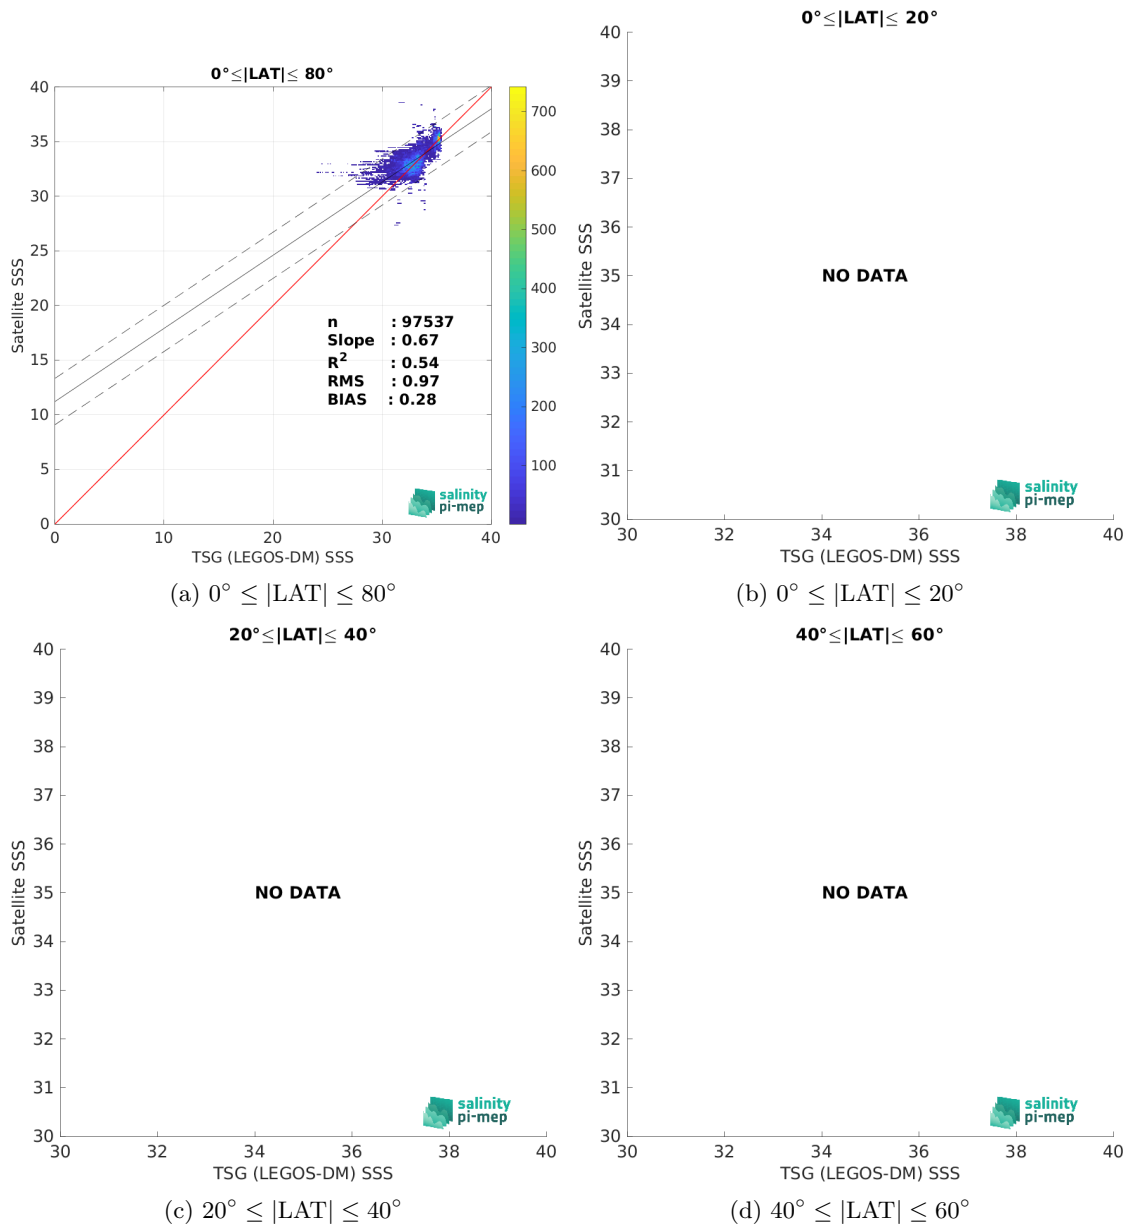 0°≤|LAT|≤ 80°
40
35
30
25
20
15
10
5
0
Satellite SSS
0
10
20
30
40
TSG (LEGOS-DM) SSS
n : 97537
Slope : 0.67
R² : 0.54
RMS : 0.97
BIAS : 0.28
salinity
pi-mep
700
600
500
400
300
200
100
(a) 0° ≤ |LAT| ≤ 80°
0°≤|LAT|≤ 20°
40
39
38
37
36
35
34
33
32
31
30
Satellite SSS
NO DATA
salinity
pi-mep
30
32
34
36
38
40
TSG (LEGOS-DM) SSS
(b) 0° ≤ |LAT| ≤ 20°
20°≤|LAT|≤ 40°
40
39
38
37
36
35
34
33
32
31
30
Satellite SSS
NO DATA
salinity
pi-mep
30
32
34
36
38
40
TSG (LEGOS-DM) SSS
(c) 20° ≤ |LAT| ≤ 40°
40°≤|LAT|≤ 60°
40
39
38
37
36
35
34
33
32
31
30
Satellite SSS
NO DATA
salinity
pi-mep
30
32
34
36
38
40
TSG (LEGOS-DM) SSS
(d) 40° ≤ |LAT| ≤ 60°